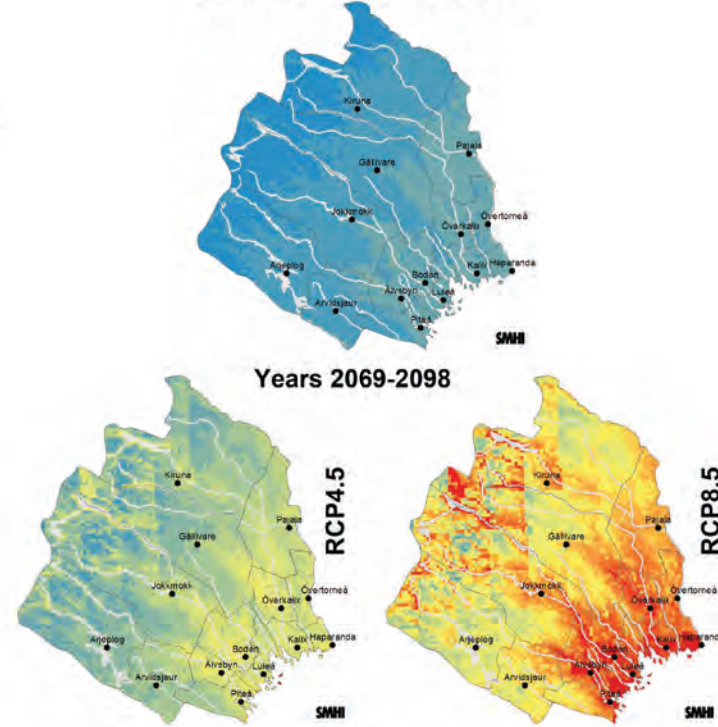 Kiruna
Pajala
Gällivare
Jokkmokk
Övertorneå
Överkalix
Arjeplog
Boden
Kalix
Haparanda
Älvsbyn
Luleå
Arvidsjaur
Piteå
SMHI
Years 2069-2098
RCP4.5
Kiruna
Pajala
Gällivare
Jokkmokk
Övertorneå
Överkalix
Arjeplog
Boden
Kalix
Haparanda
Älvsbyn
Luleå
Arvidsjaur
Piteå
SMHI
RCP8.5
Kiruna
Pajala
Gällivare
Jokkmokk
Övertorneå
Överkalix
Arjeplog
Boden
Kalix
Haparanda
Älvsbyn
Luleå
Arvidsjaur
Piteå
SMHI